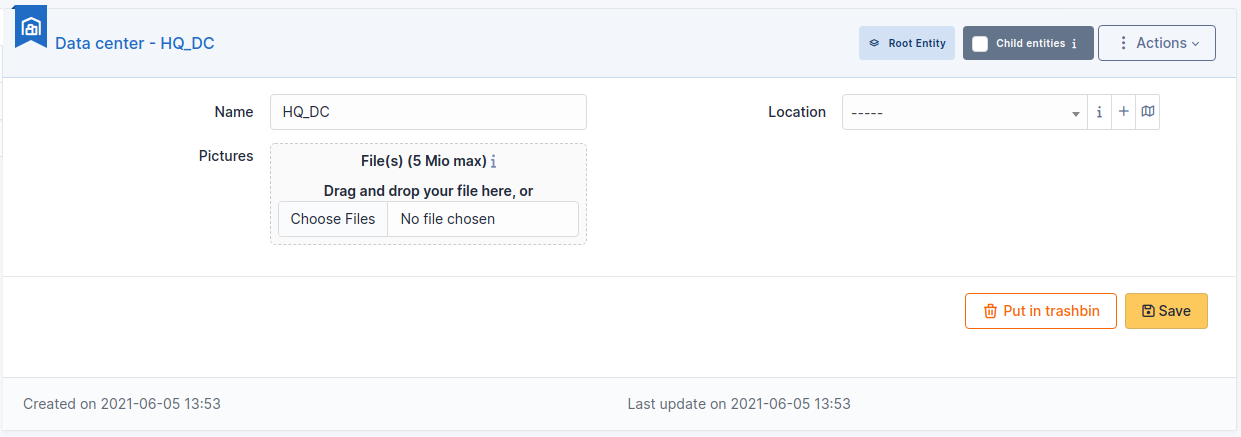 Data center - HQ_DC
Root Entity
Child entities i
Actions
Name
HQ_DC
Location
-----
i
+
Pictures
File(s) (5 Mio max) i
Drag and drop your file here, or
Choose Files
No file chosen
Put in trashbin
Save
Created on 2021-06-05 13:53
Last update on 2021-06-05 13:53